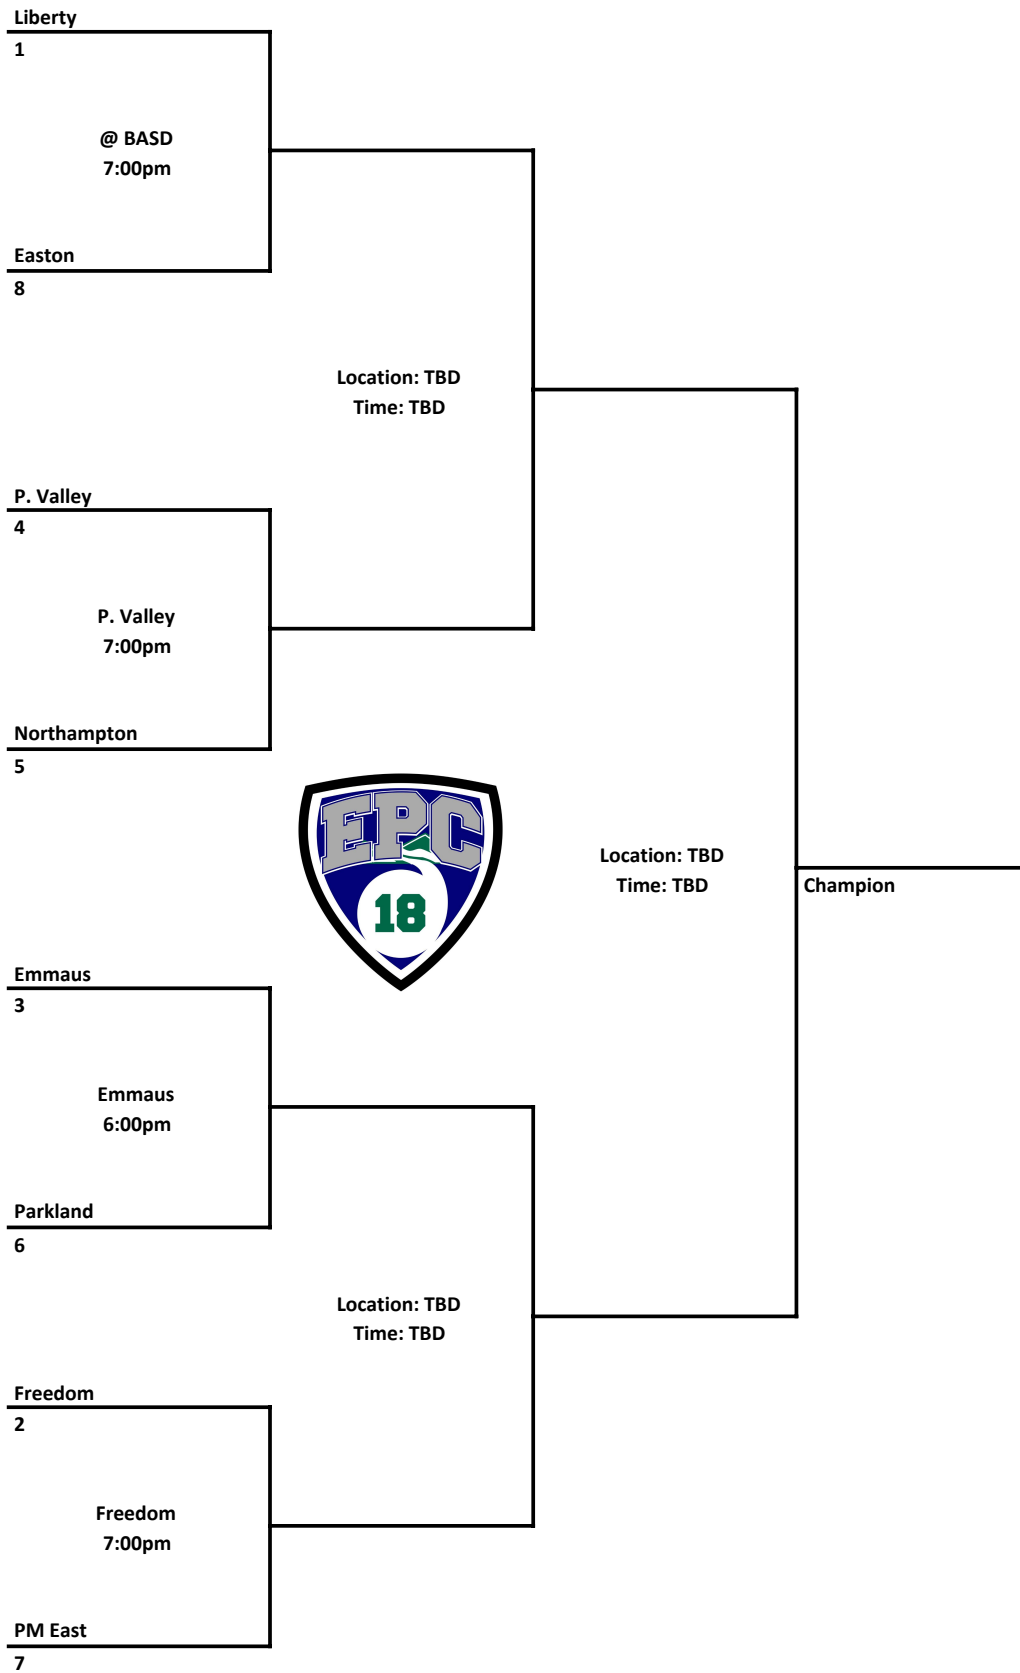 Liberty
1
@ BASD
7:00pm
Easton
8
Location: TBD
Time: TBD
P. Valley
4
P. Valley
7:00pm
Northampton
5
EPC
18
Location: TBD
Time: TBD
Champion
Emmaus
3
Emmaus
6:00pm
Parkland
6
Location: TBD
Time: TBD
Freedom
2
Freedom
7:00pm
PM East
7